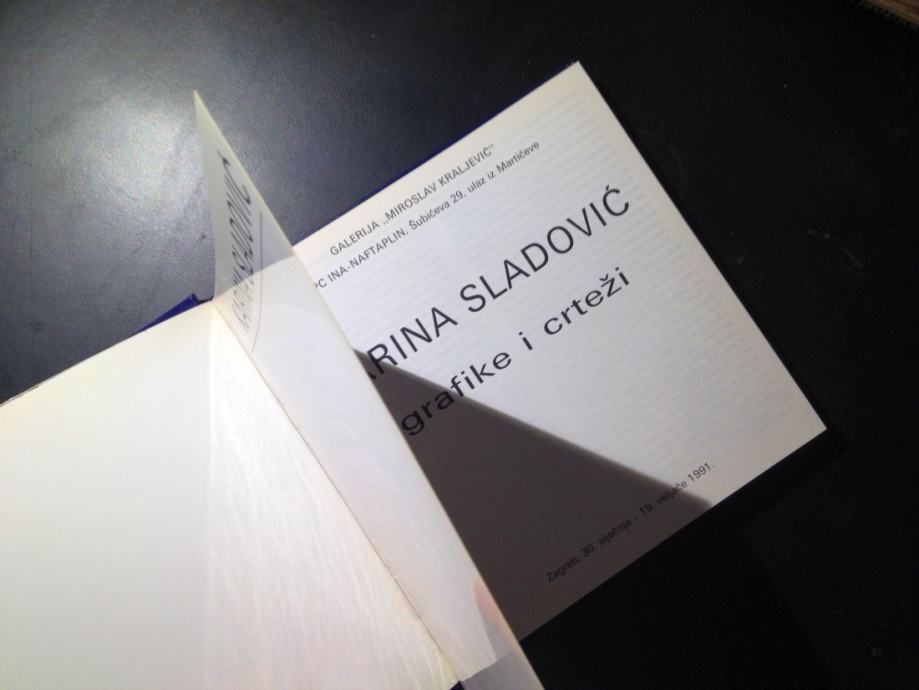 GALERIJA „MIROSLAV KRALJEVIĆ"
PC INA-NAFTAPLIN, Šubićeva 29, ulaz iz Martićeve
ARINA SLADOVIĆ
grafike i crteži
Zagreb, 30. siječnja - 19. veljače 1991.